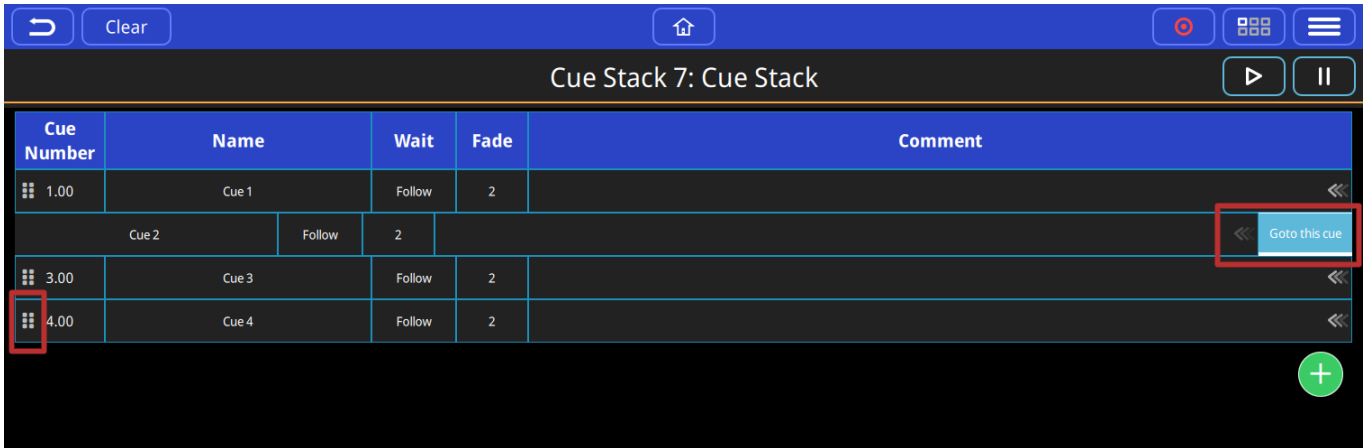 Clear
Cue Stack 7: Cue Stack
Cue Number Name Wait Fade Comment
1.00 Cue 1 Follow 2
Cue 2 Follow 2 Goto this cue
3.00 Cue 3 Follow 2
4.00 Cue 4 Follow 2